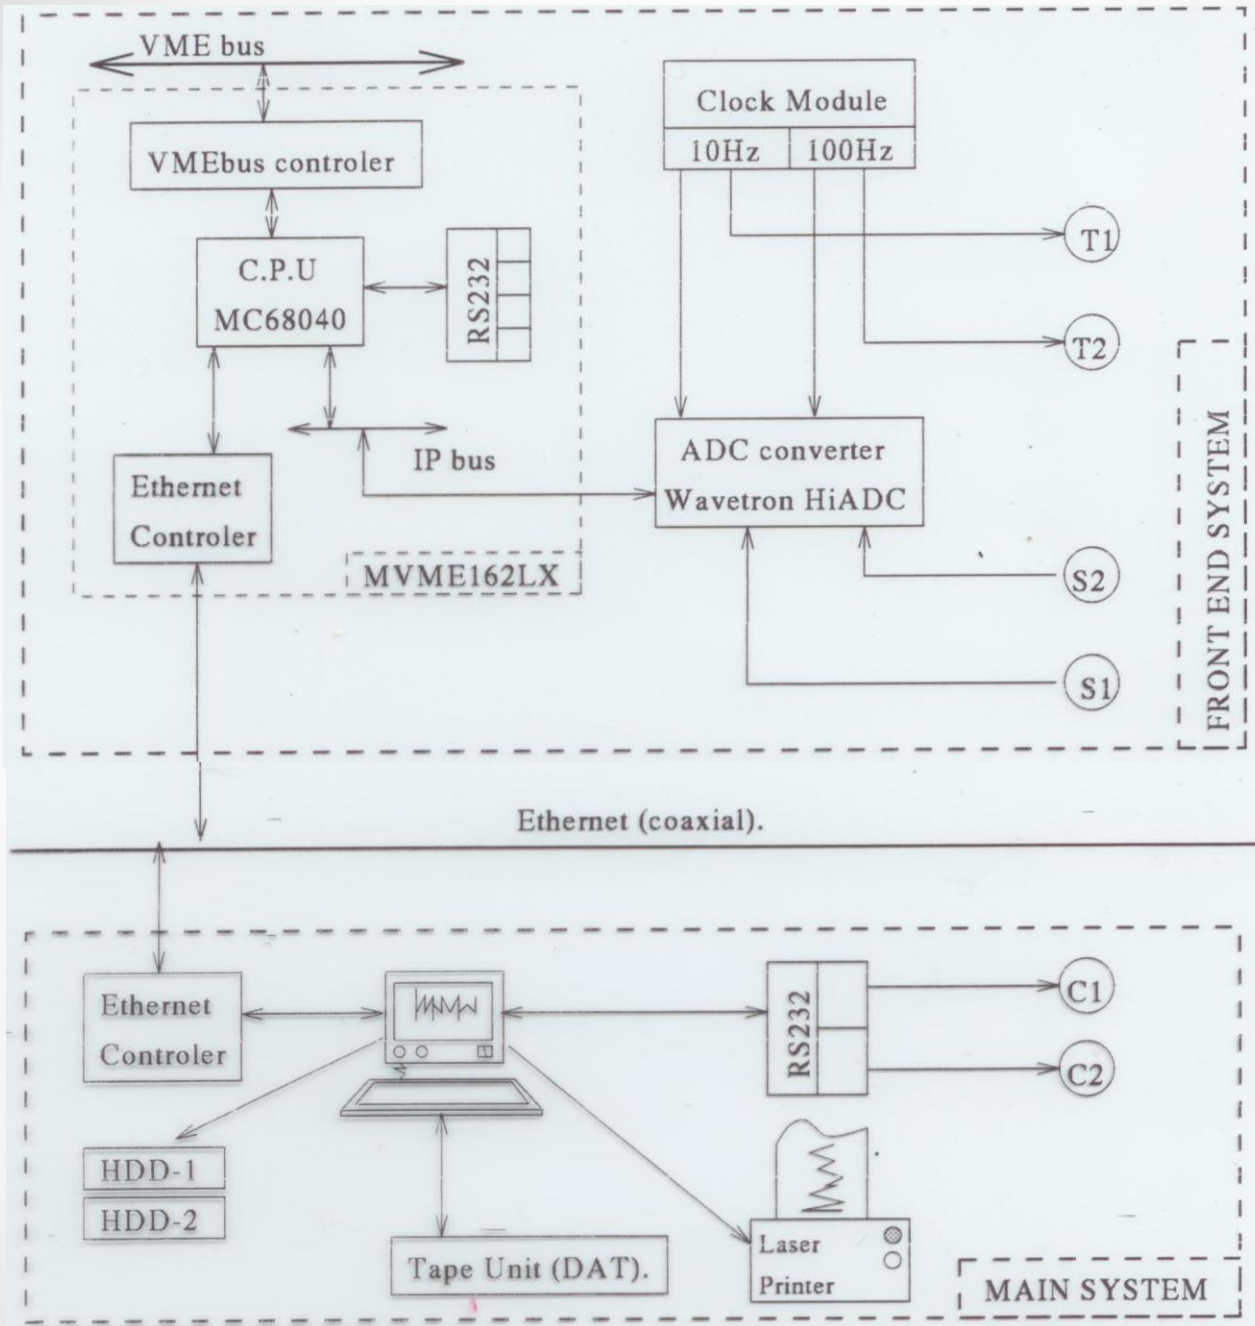 VME bus
VMEbus controler
C.P.U
MC68040
RS232
Ethernet
Controler
IP bus
MVME162LX
Clock Module
10Hz
100Hz
T1
T2
ADC converter
Wavetron HiADC
S2
S1
FRONT END SYSTEM
Ethernet (coaxial).
Ethernet
Controler
RS232
C1
C2
HDD-1
HDD-2
Tape Unit (DAT).
Laser
Printer
MAIN SYSTEM